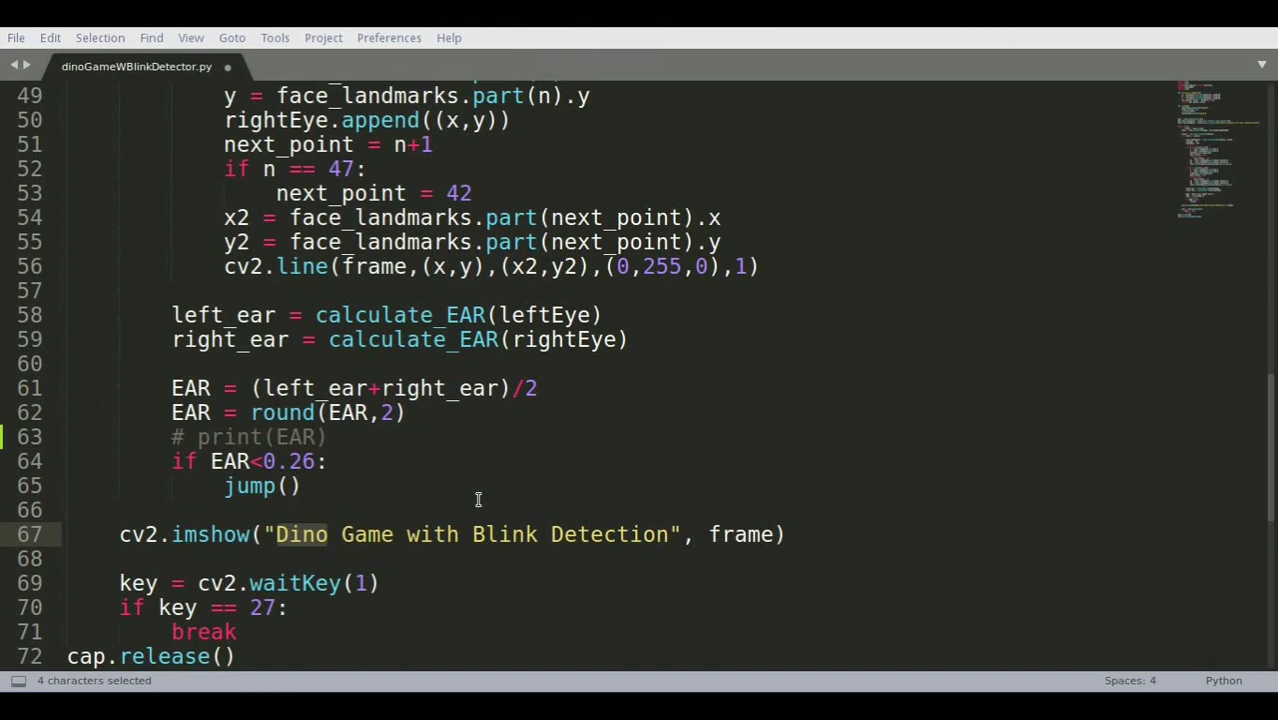 File Edit Selection Find View Goto Tools Project Preferences Help
dinoGameWBlinkDetector.py
49 y = face_landmarks.part(n).y
50 rightEye.append((x,y))
51 next_point = n+1
52 if n == 47:
53 next_point = 42
54 x2 = face_landmarks.part(next_point).x
55 y2 = face_landmarks.part(next_point).y
56 cv2.line(frame,(x,y),(x2,y2),(0,255,0),1)
57
58 left_ear = calculate_EAR(leftEye)
59 right_ear = calculate_EAR(rightEye)
60
61 EAR = (left_ear+right_ear)/2
62 EAR = round(EAR,2)
63 # print(EAR)
64 if EAR<0.26:
65 jump()
66
67 cv2.imshow("Dino Game with Blink Detection", frame)
68
69 key = cv2.waitKey(1)
70 if key == 27:
71 break
72 cap.release()
4 characters selected Spaces: 4 Python